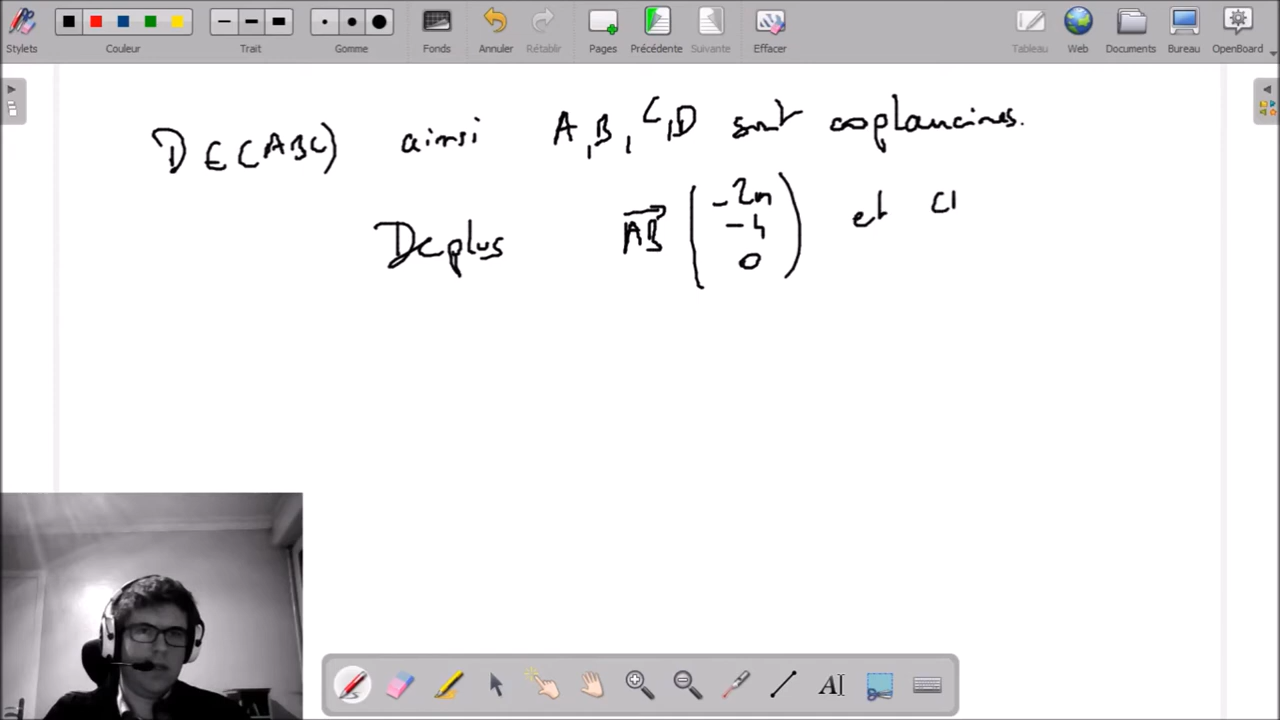 Stylets Couleur Trait Gomme Fonds Annuler Rétablir Pages Précédente Suivante Effacer Tableau Web Documents Bureau OpenBoard
D ∈ (ABC) ainsi A, B, C, D sont coplanaires.
De plus AB (-2m -4 0) et
AI